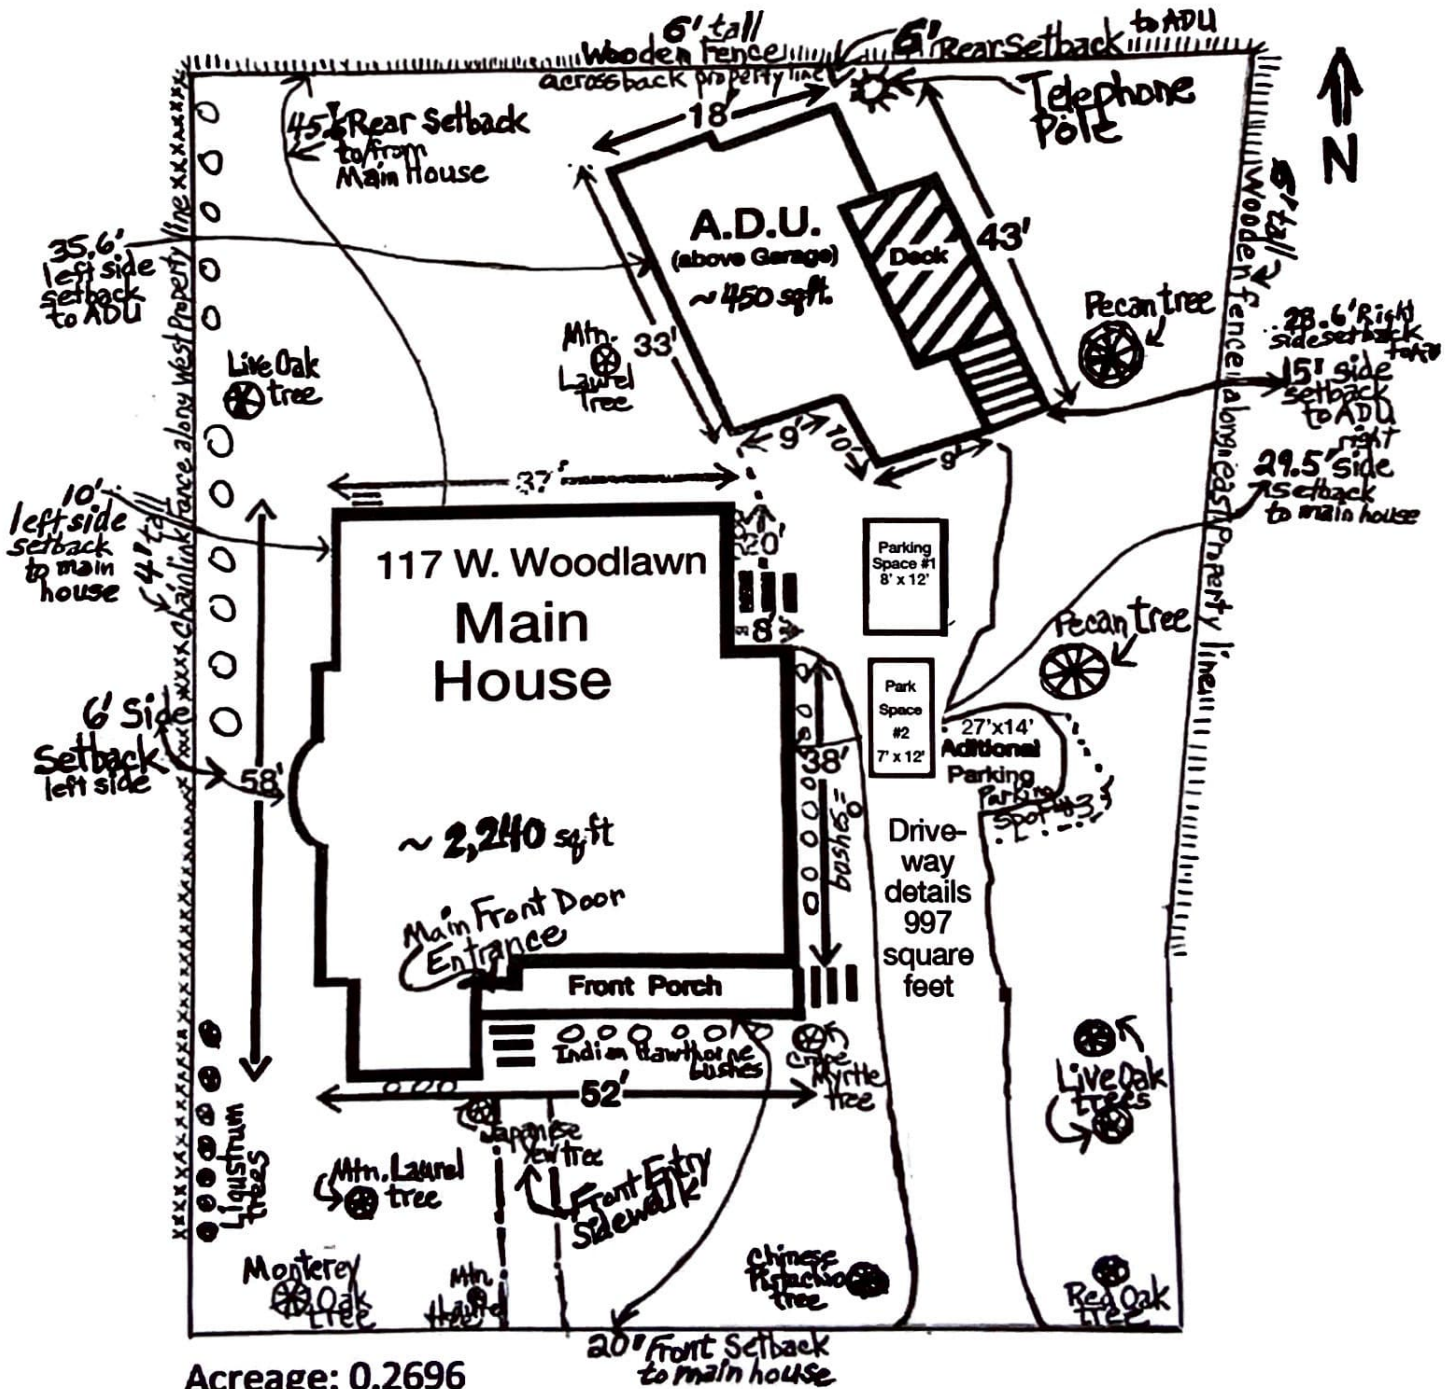 6' tall
Wooden Fence
across back property line
6' Rear Setback to ADU
Telephone
Pole
N
45' Rear Setback
to/from
Main House
18'
A.D.U.
(above Garage)
~ 450 sqft.
Deck
43'
33'
35.6'
left side
setback
to ADU
Chainlink Fance along West Property line
4' tall
6' tall
Wooden fence along east Property line
Pecan tree
28.6' Right
side setback
to ADU
15' side
setback
to ADU
right
29.5' side
setback
to main house
Mtn.
Laurel
Tree
Live Oak
tree
9'
10'
9'
37'
10'
left side
setback
to main
house
20'
8'
117 W. Woodlawn
Main
House
Parking
Space #1
8' x 12'
Pecan tree
Park
Space
#2
7' x 12'
27'x14'
Aditional
Parking
Parking
Spot #3
6' Side
Setback
left side
58'
38'
bushes=
~ 2,240 sq.ft
Drive-
way
details
997
square
feet
Main Front Door
Entrance
Front Porch
Indian Hawthorne
bushes
Crape
Myrtle
tree
52'
Live Oak
trees
Ligustrum
trees
Japanese
Yew tree
Mtn. Laurel
tree
Front Entry
Sidewalk
Monterey
Oak
tree
Mtn.
Chinese
Pistachio
tree
Red Oak
tree
20' Front Setback
to main house
Acreage: 0.2696